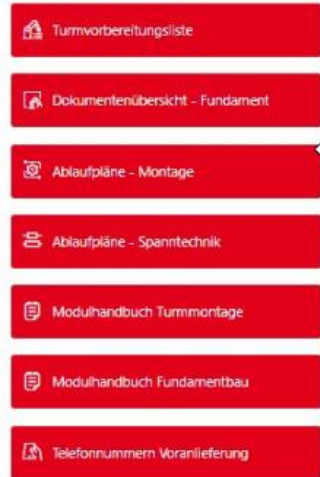 Turmvorbereitungsliste
Dokumentenübersicht - Fundament
Ablaufpläne - Montage
Ablaufpläne - Spanntechnik
Modulhandbuch Turmmontage
Modulhandbuch Fundamentbau
Telefonnummern Voranlieferung